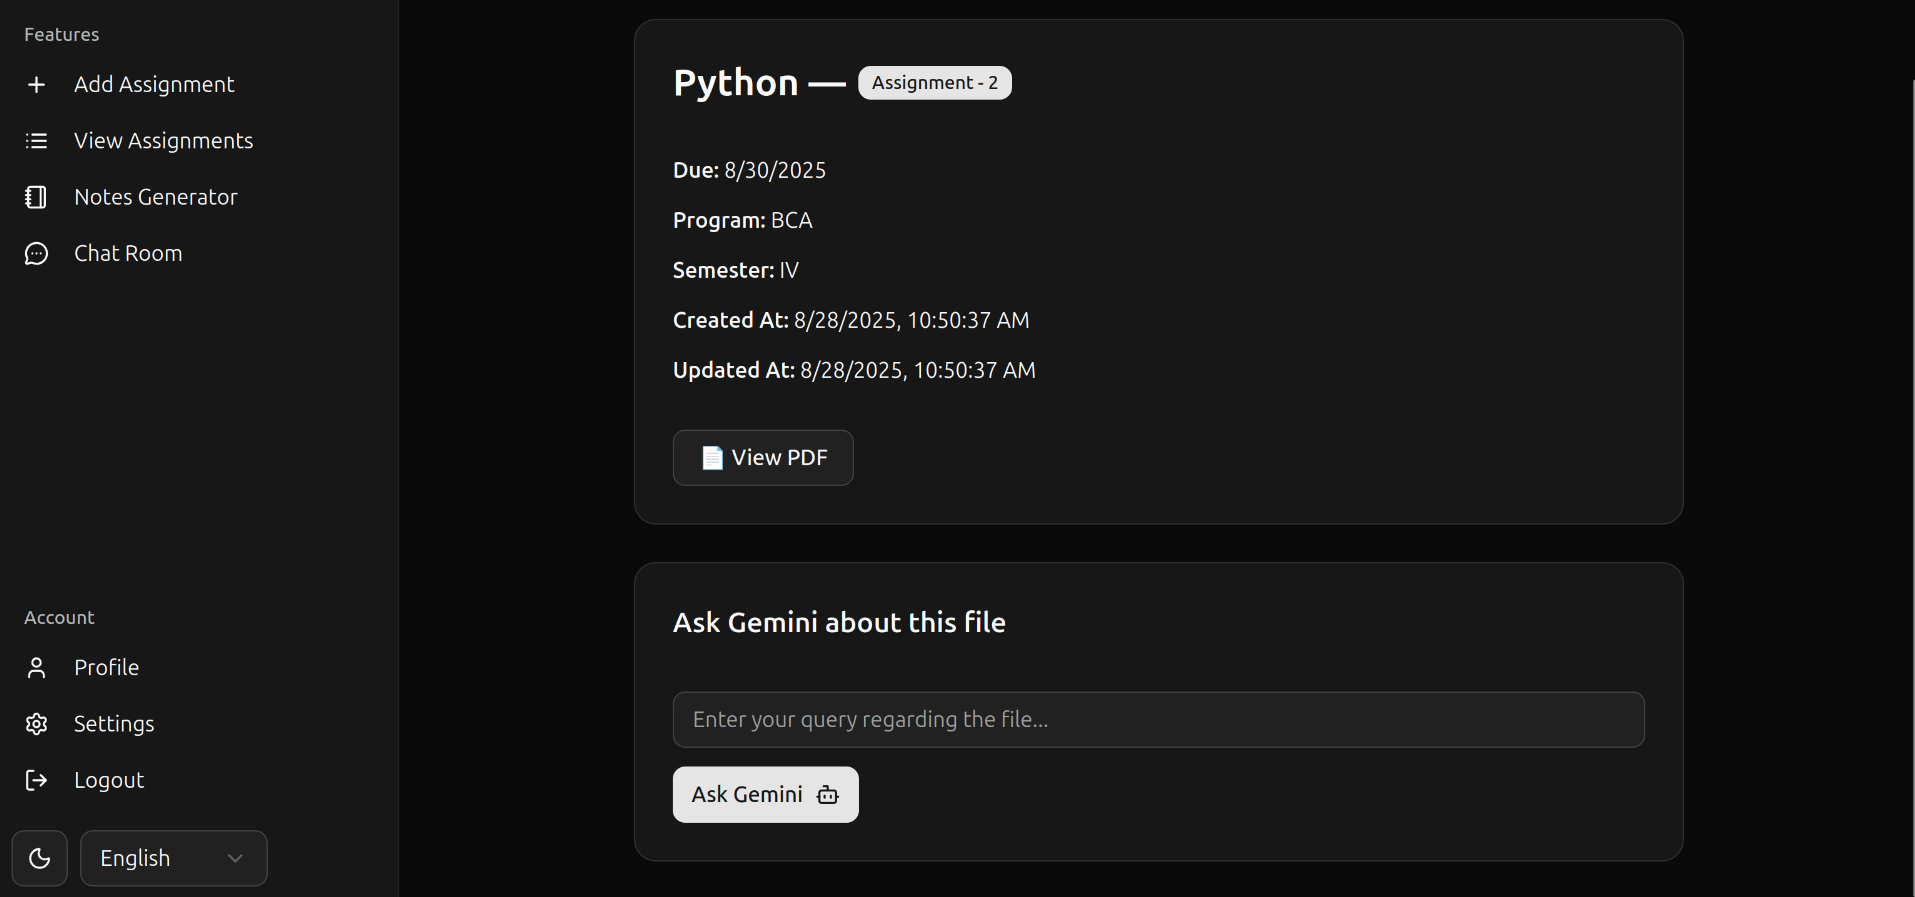 Features
Add Assignment
View Assignments
Notes Generator
Chat Room
Account
Profile
Settings
Logout
English
Python — Assignment - 2
Due: 8/30/2025
Program: BCA
Semester: IV
Created At: 8/28/2025, 10:50:37 AM
Updated At: 8/28/2025, 10:50:37 AM
View PDF
Ask Gemini about this file
Enter your query regarding the file...
Ask Gemini